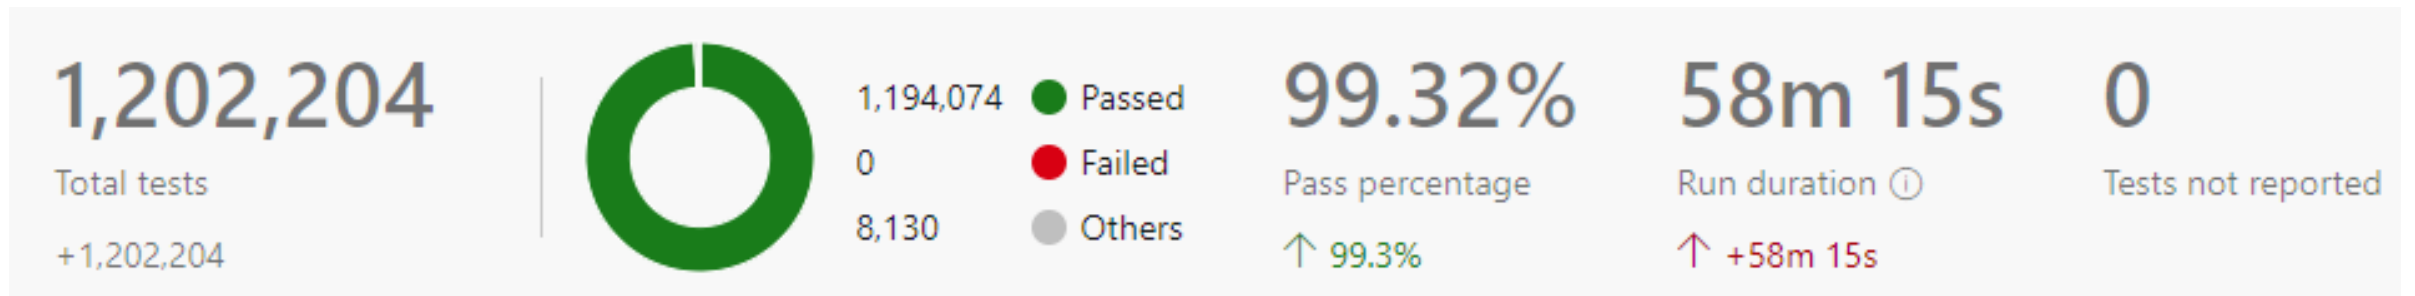 1,202,204
Total tests
+1,202,204
1,194,074 Passed
0 Failed
8,130 Others
99.32%
Pass percentage
↑ 99.3%
58m 15s
Run duration ⓘ
↑ +58m 15s
0
Tests not reported